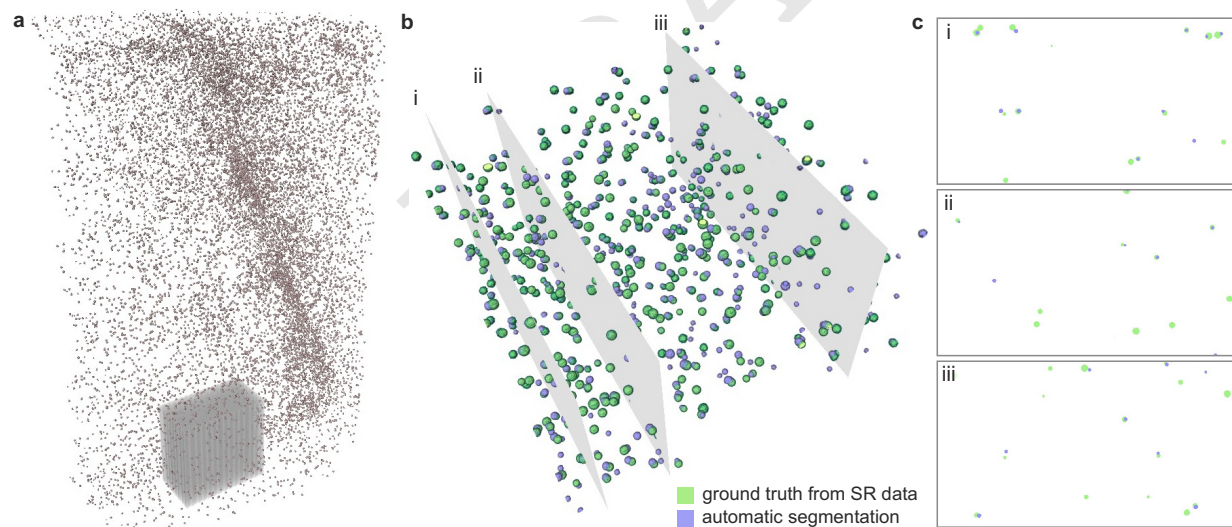 a
b
c
i
ii
iii
i
ii
iii
ground truth from SR data
automatic segmentation